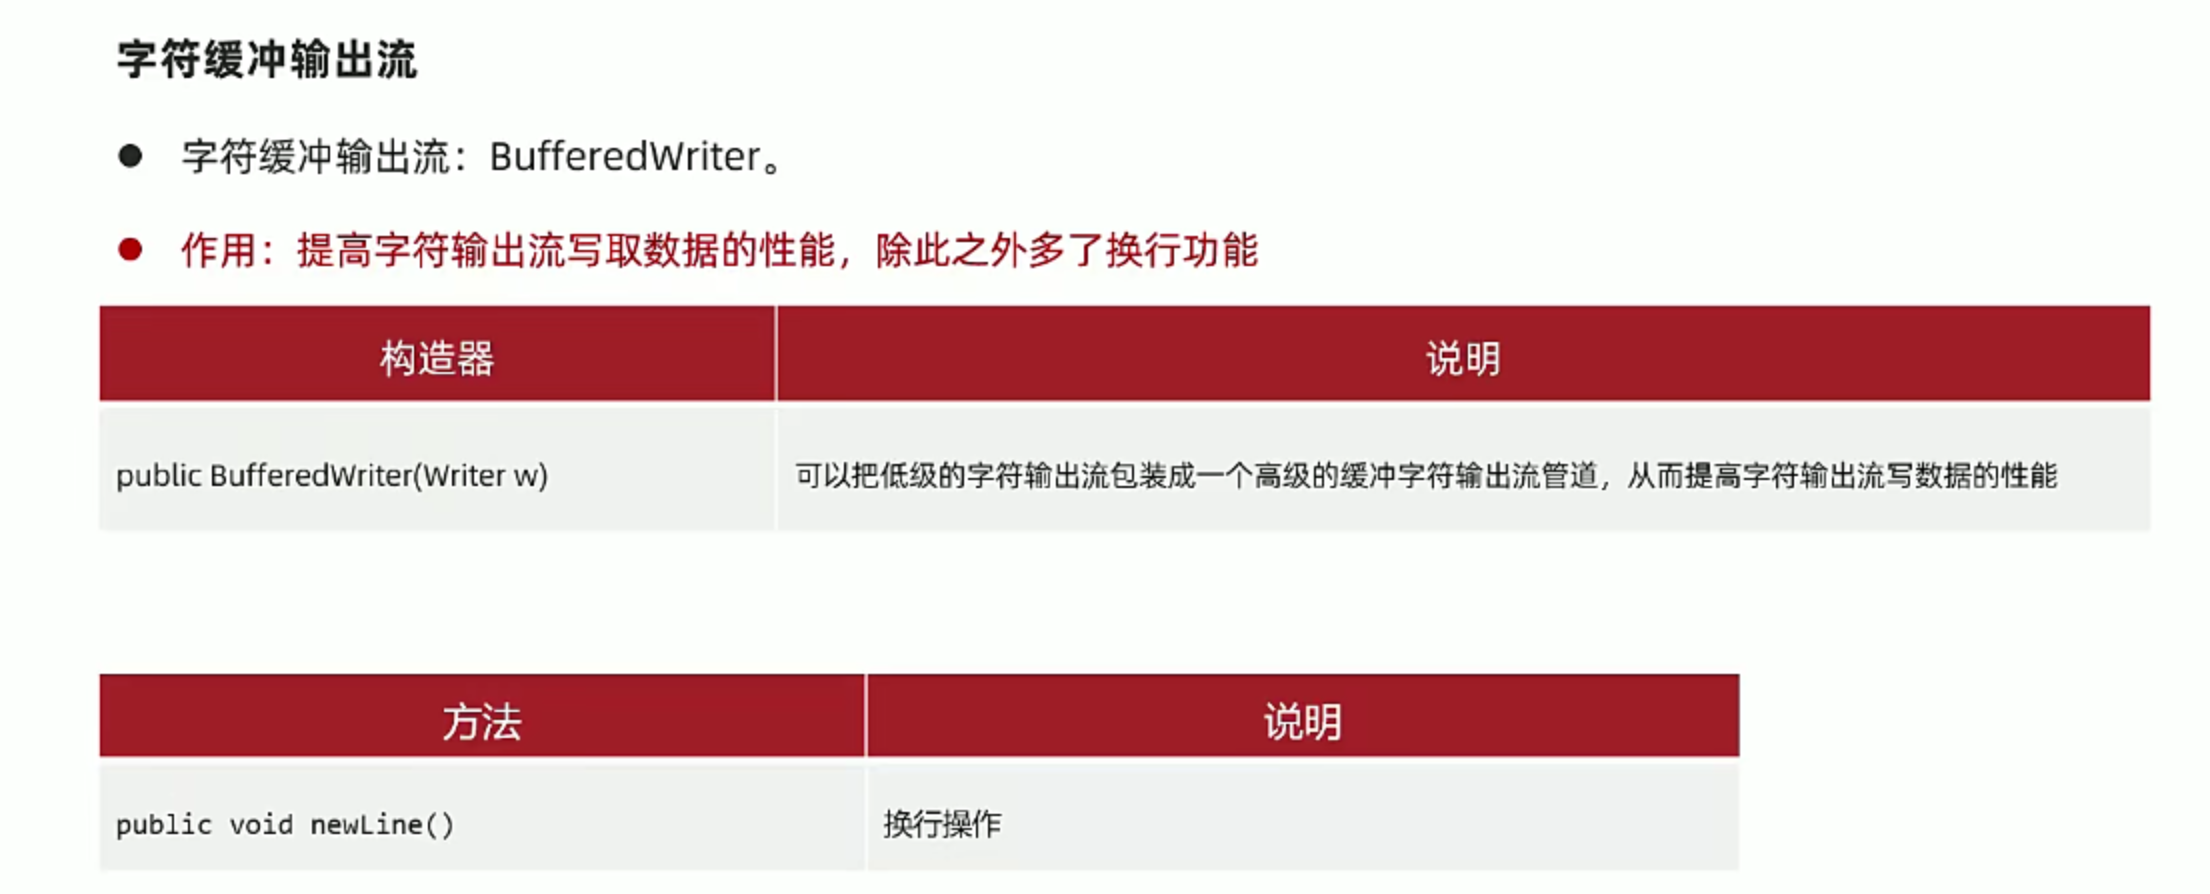 字符缓冲输出流
● 字符缓冲输出流：BufferedWriter。
● 作用：提高字符输出流写取数据的性能，除此之外多了换行功能
构造器 说明
public BufferedWriter(Writer w) 可以把低级的字符输出流包装成一个高级的缓冲字符输出流管道，从而提高字符输出流写数据的性能
方法 说明
public void newLine() 换行操作